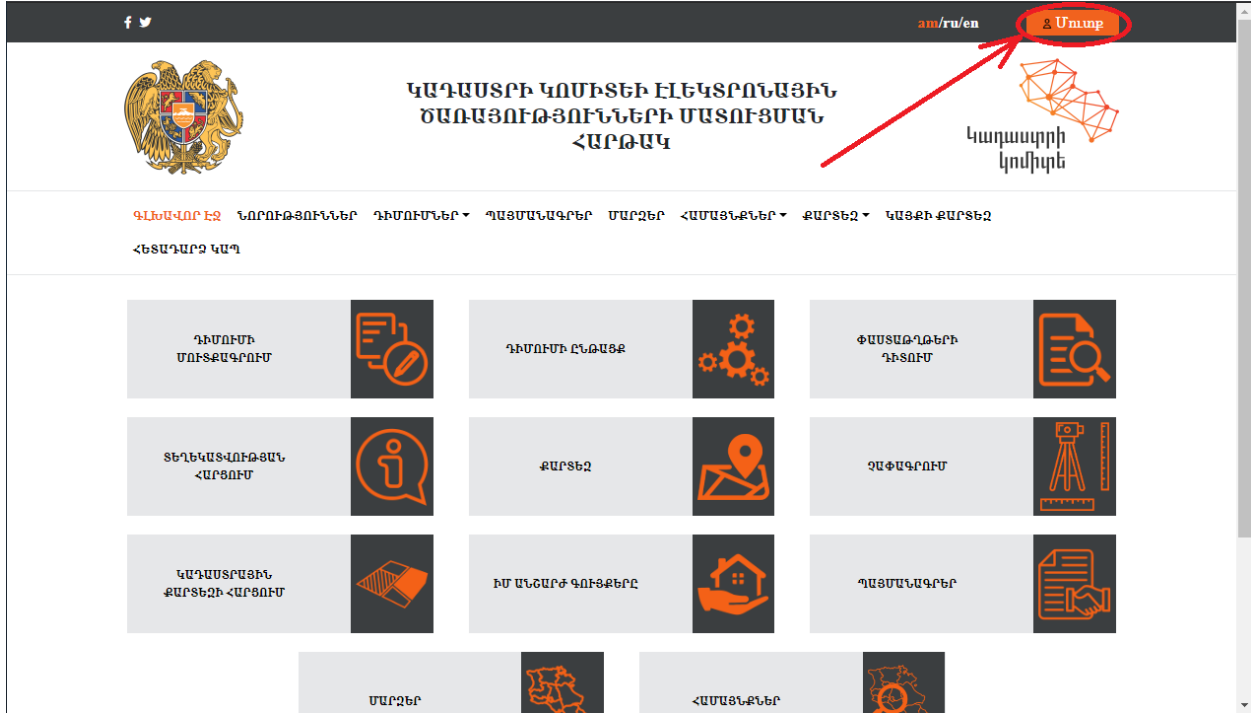 am/ru/en
Մուտք
ԿԱԴԱՍՏՐԻ ԿՈՄԻՏԵԻ ԷԼԵԿՏՐՈՆԱՅԻՆ
ԾԱՌԱՅՈՒԹՅՈՒՆՆԵՐԻ ՄԱՏՈՒՑՄԱՆ
ՀԱՐԹԱԿ
Կադաստրի
կոմիտե
ԳԼԽԱՎՈՐ ԷՋ ՆՈՐՈՒԹՅՈՒՆՆԵՐ ԴԻՄՈՒՄՆԵՐ ՊԱՅՄԱՆԱԳՐԵՐ ՄԱՐԶԵՐ ՀԱՄԱՅՆՔՆԵՐ ՔԱՐՏԵԶ ԿԱՅՔԻ ՔԱՐՏԵԶ
ՀԵՏԱԴԱՐՁ ԿԱՊ
ԴԻՄՈՒՄԻ
ՄՈՒՏՔԱԳՐՈՒՄ
ԴԻՄՈՒՄԻ ԸՆԹԱՑՔ
ՓԱՍՏԱԹՂԹԵՐԻ
ԴԻՏՈՒՄ
ՏԵՂԵԿԱՏՎՈՒԹՅԱՆ
ՀԱՐՑՈՒՄ
ՔԱՐՏԵԶ
ՉԱՓԱԳՐՈՒՄ
ԿԱԴԱՍՏՐԱՅԻՆ
ՔԱՐՏԵԶԻ ՀԱՐՑՈՒՄ
ԻՄ ԱՆՇԱՐԺ ԳՈՒՅՔԵՐԸ
ՊԱՅՄԱՆԱԳՐԵՐ
ՄԱՐԶԵՐ
ՀԱՄԱՅՆՔՆԵՐ